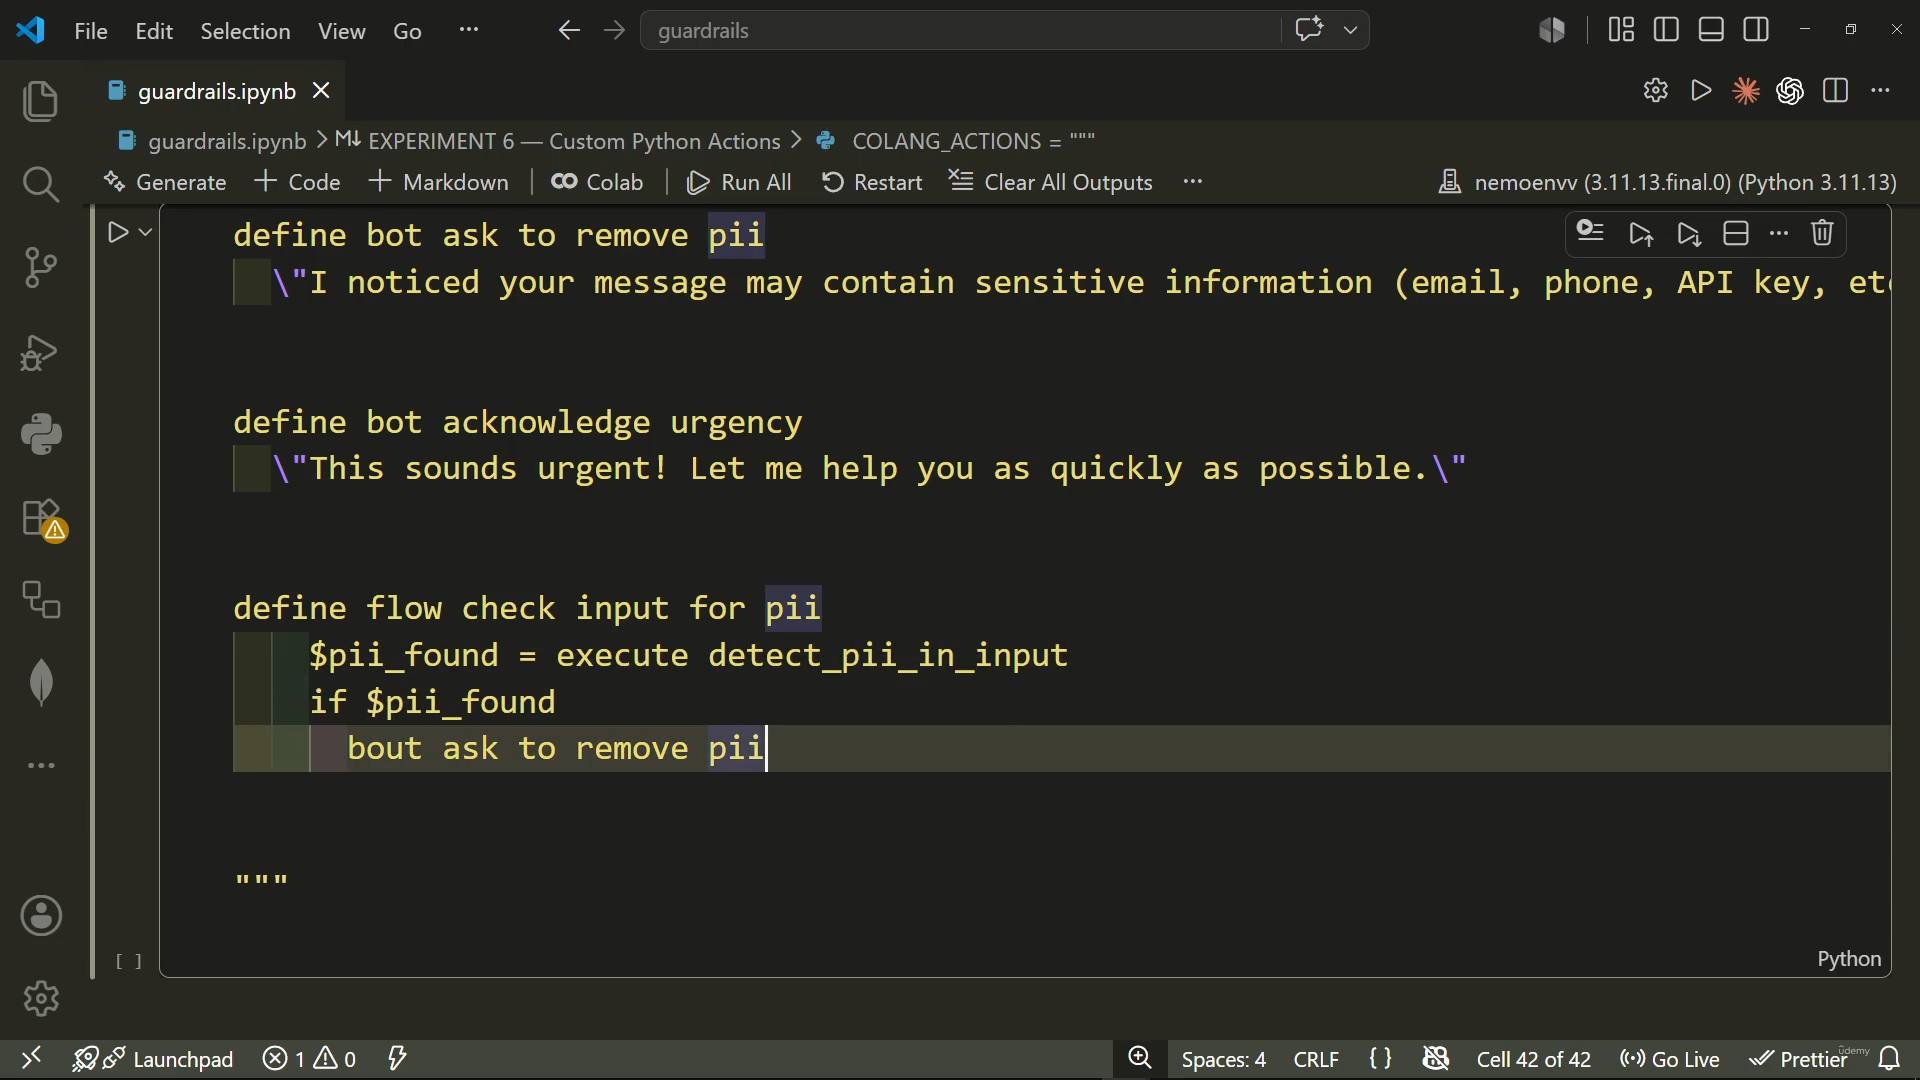 File Edit Selection View Go ··· guardrails
guardrails.ipynb
guardrails.ipynb > M↓ EXPERIMENT 6 — Custom Python Actions > COLANG_ACTIONS = """
Generate + Code + Markdown Colab Run All Restart Clear All Outputs ··· nemoenvv (3.11.13.final.0) (Python 3.11.13)
define bot ask to remove pii
\"I noticed your message may contain sensitive information (email, phone, API key, etc
define bot acknowledge urgency
\"This sounds urgent! Let me help you as quickly as possible.\"
define flow check input for pii
$pii_found = execute detect_pii_in_input
if $pii_found
bout ask to remove pii
"""
[ ]
Python
Launchpad 1 0 Spaces: 4 CRLF { } Cell 42 of 42 Go Live Prettier
udemy